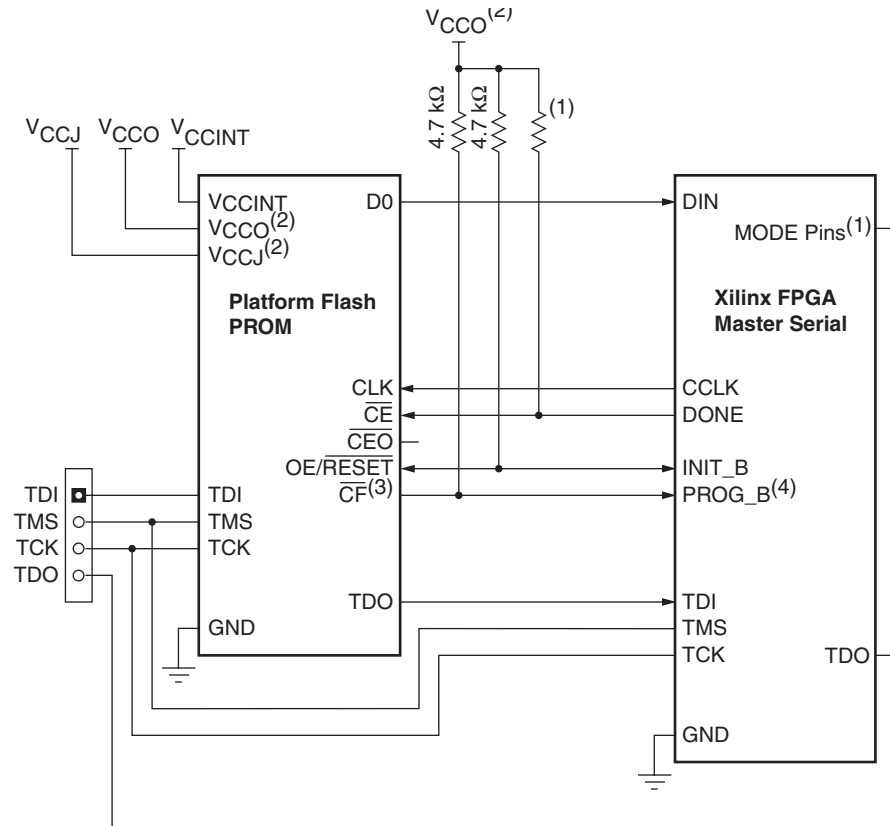 VCCO(2)
4.7 kΩ
4.7 kΩ
(1)
VCCJ VCCO VCCINT
VCCINT
VCCO(2)
VCCJ(2)
D0
Platform Flash
PROM
CLK
CE
CEO
OE/RESET
CF(3)
TDI
TMS
TCK
TDO
GND
DIN
MODE Pins(1)
Xilinx FPGA
Master Serial
CCLK
DONE
INIT_B
PROG_B(4)
TDI
TMS
TCK
TDO
GND
TDI
TMS
TCK
TDO